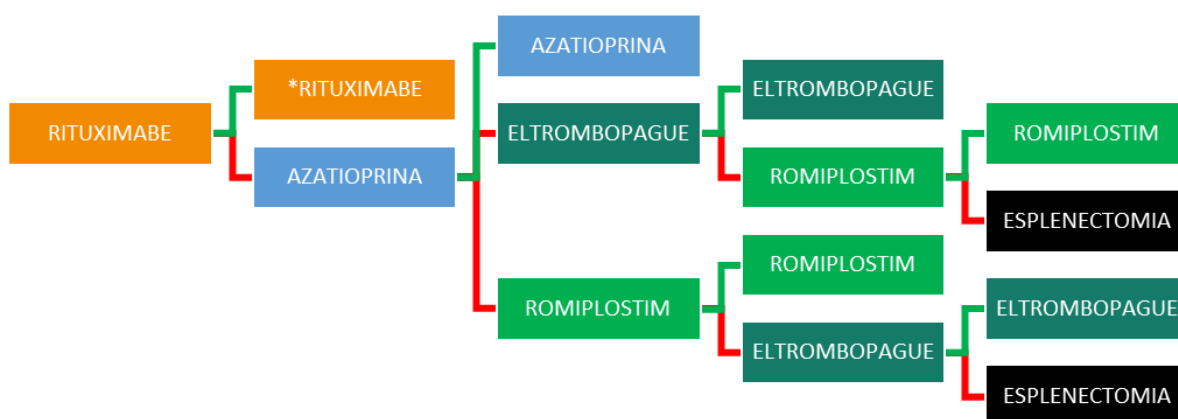 RITUXIMABE
*RITUXIMABE
AZATIOPRINA
AZATIOPRINA
ELTROMBOPAGUE
ROMIPLOSTIM
ELTROMBOPAGUE
ROMIPLOSTIM
ROMIPLOSTIM
ELTROMBOPAGUE
ROMIPLOSTIM
ESPLENECTOMIA
ELTROMBOPAGUE
ESPLENECTOMIA